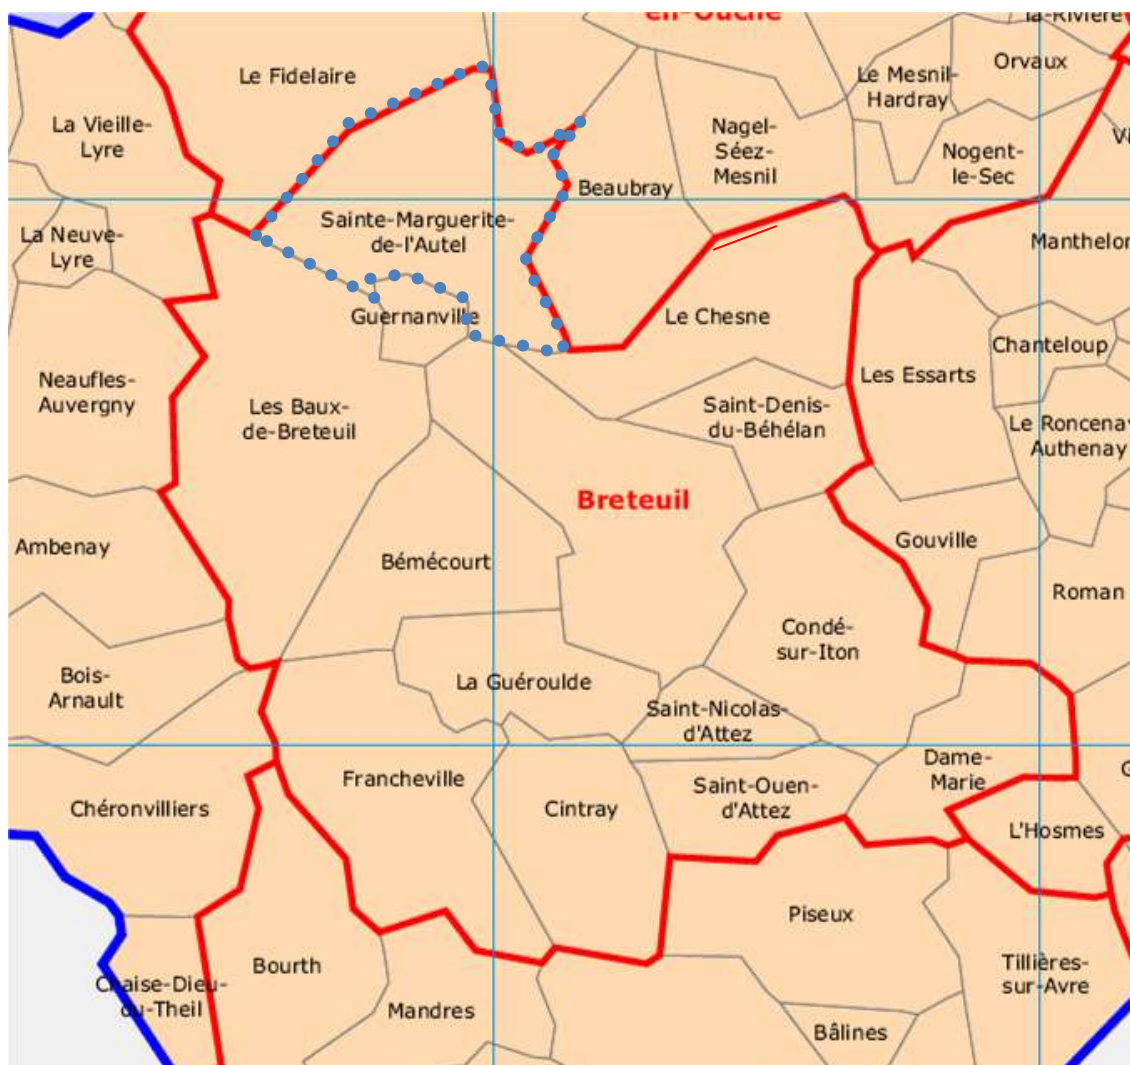 en-Ouche
la-Rivière
Le Fidelaire
Orvaux
Le Mesnil-
Hardray
La Vieille-
Lyre
Nagel-
Séez-
Mesnil
Nogent-
le-Sec
Beaubray
Sainte-Marguerite-
de-l'Autel
La Neuve-
Lyre
Manthelon
Guernanville
Le Chesne
Chanteloup
Neaufles-
Auvergny
Les Essarts
Les Baux-
de-Breteuil
Saint-Denis-
du-Béhélan
Le Roncenay
Authenay
Breteuil
Ambenay
Gouville
Bémécourt
Roman
Condé-
sur-Iton
Bois-
Arnault
La Guéroulde
Saint-Nicolas-
d'Attez
Dame-
Marie
Francheville
Saint-Ouen-
d'Attez
Chéronvilliers
Cintray
L'Hosmes
Piseux
Bourth
Tillières-
sur-Avre
Chaise-Dieu-
du-Theil
Mandres
Bâlines